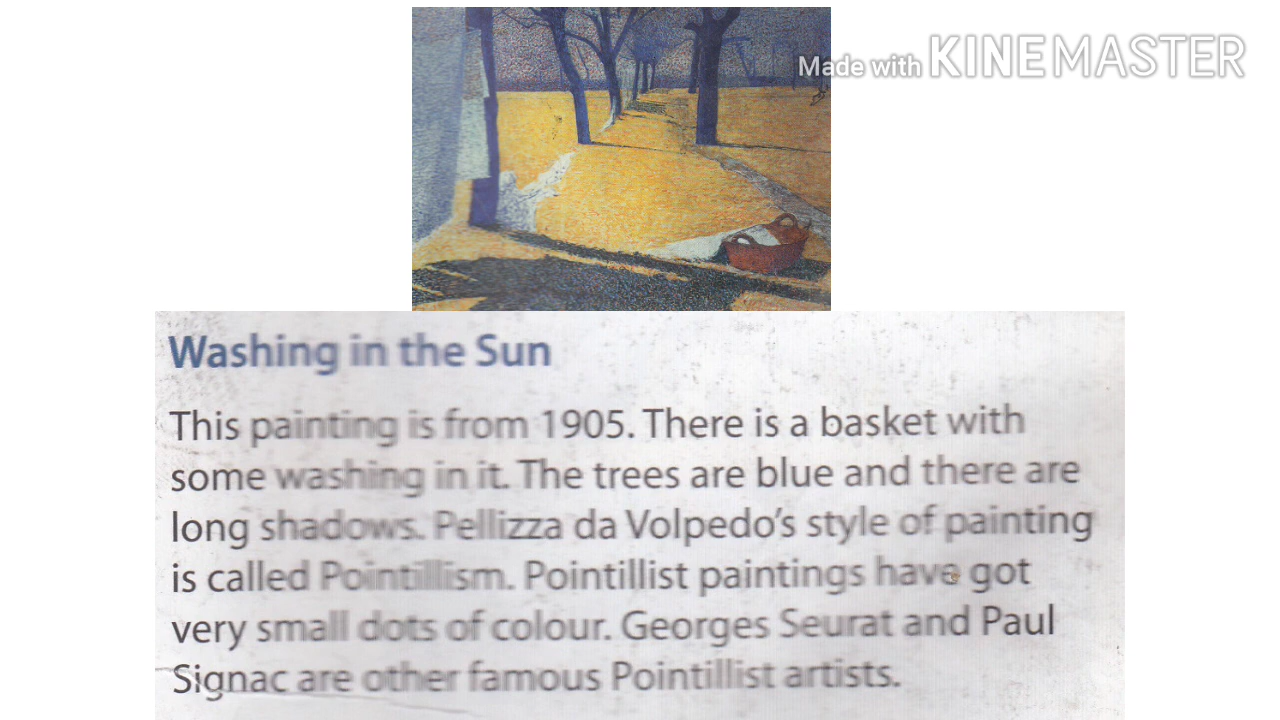 Made with KINEMASTER
Washing in the Sun
This painting is from 1905. There is a basket with
some washing in it. The trees are blue and there are
long shadows. Pellizza da Volpedo's style of painting
is called Pointillism. Pointillist paintings have got
very small dots of colour. Georges Seurat and Paul
Signac are other famous Pointillist artists.